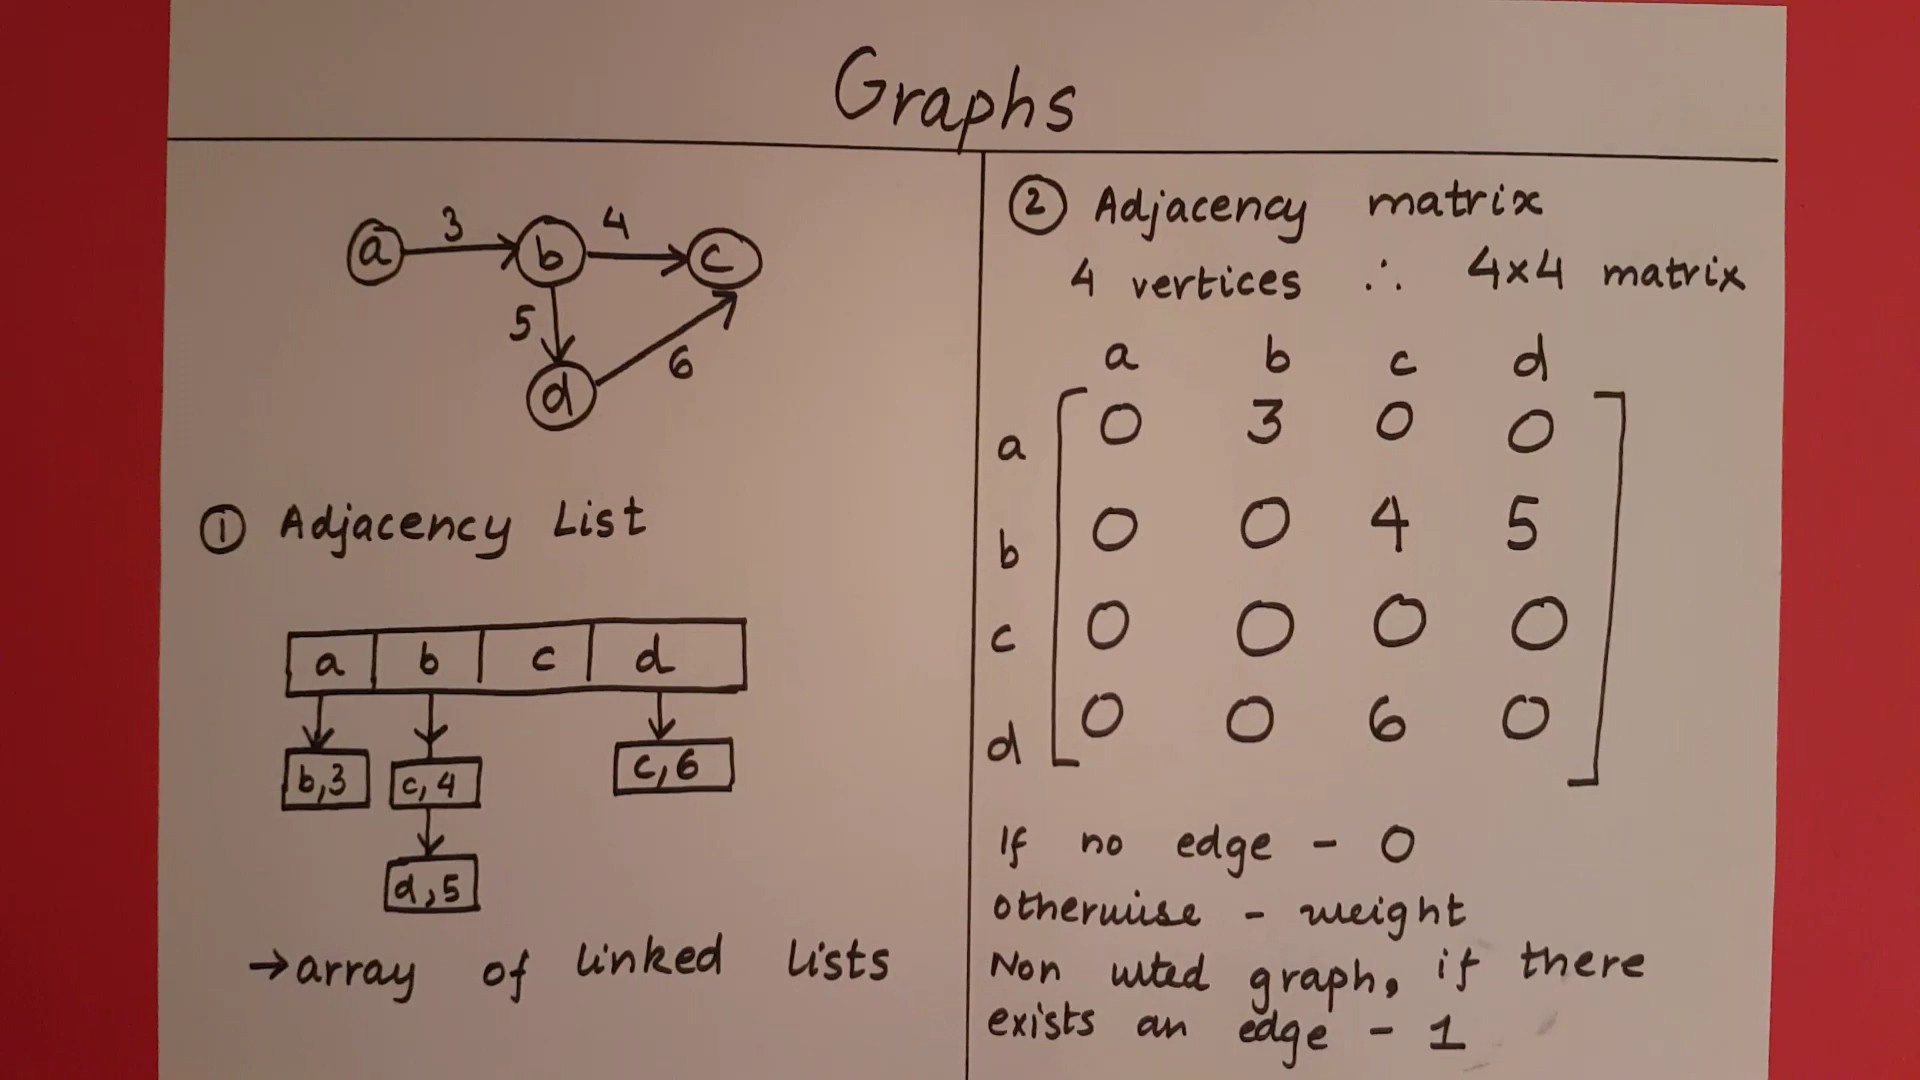 Graphs
a 3 b 4 c
5 6
d
① Adjacency List
a b c d
b,3 c,4 c,6
d,5
→array of linked lists
② Adjacency matrix
4 vertices ∴ 4x4 matrix
a b c d
a 0 3 0 0
b 0 0 4 5
c 0 0 0 0
d 0 0 6 0
If no edge - 0
otherwise - weight
Non wted graph, if there
exists an edge - 1